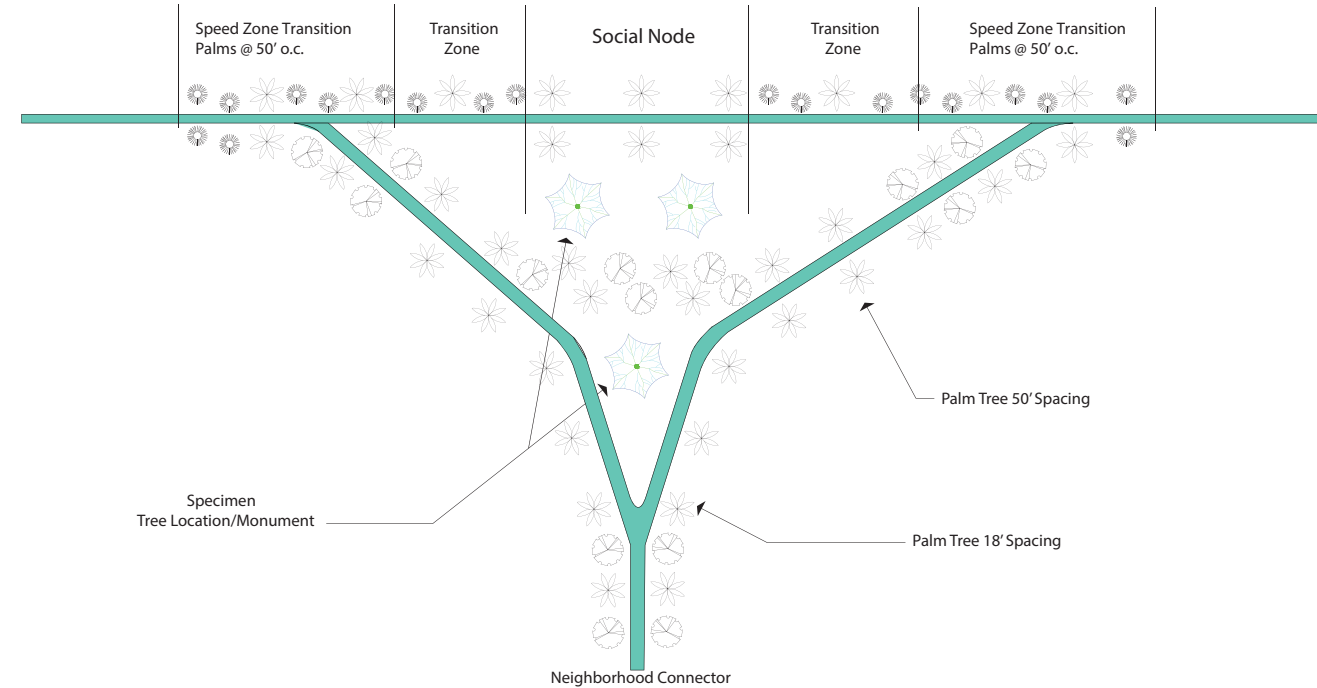 Speed Zone Transition
Palms @ 50’ o.c.
Transition
Zone
Social Node
Transition
Zone
Speed Zone Transition
Palms @ 50’ o.c.
Palm Tree 50’ Spacing
Specimen
Tree Location/Monument
Palm Tree 18’ Spacing
Neighborhood Connector